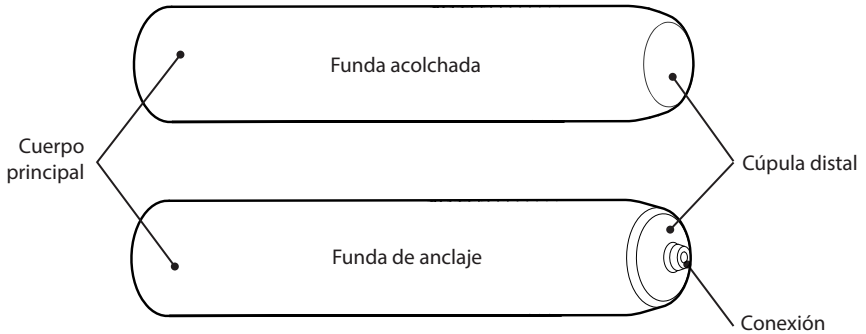 Funda acolchada
Cuerpo
principal
Cúpula distal
Funda de anclaje
Conexión